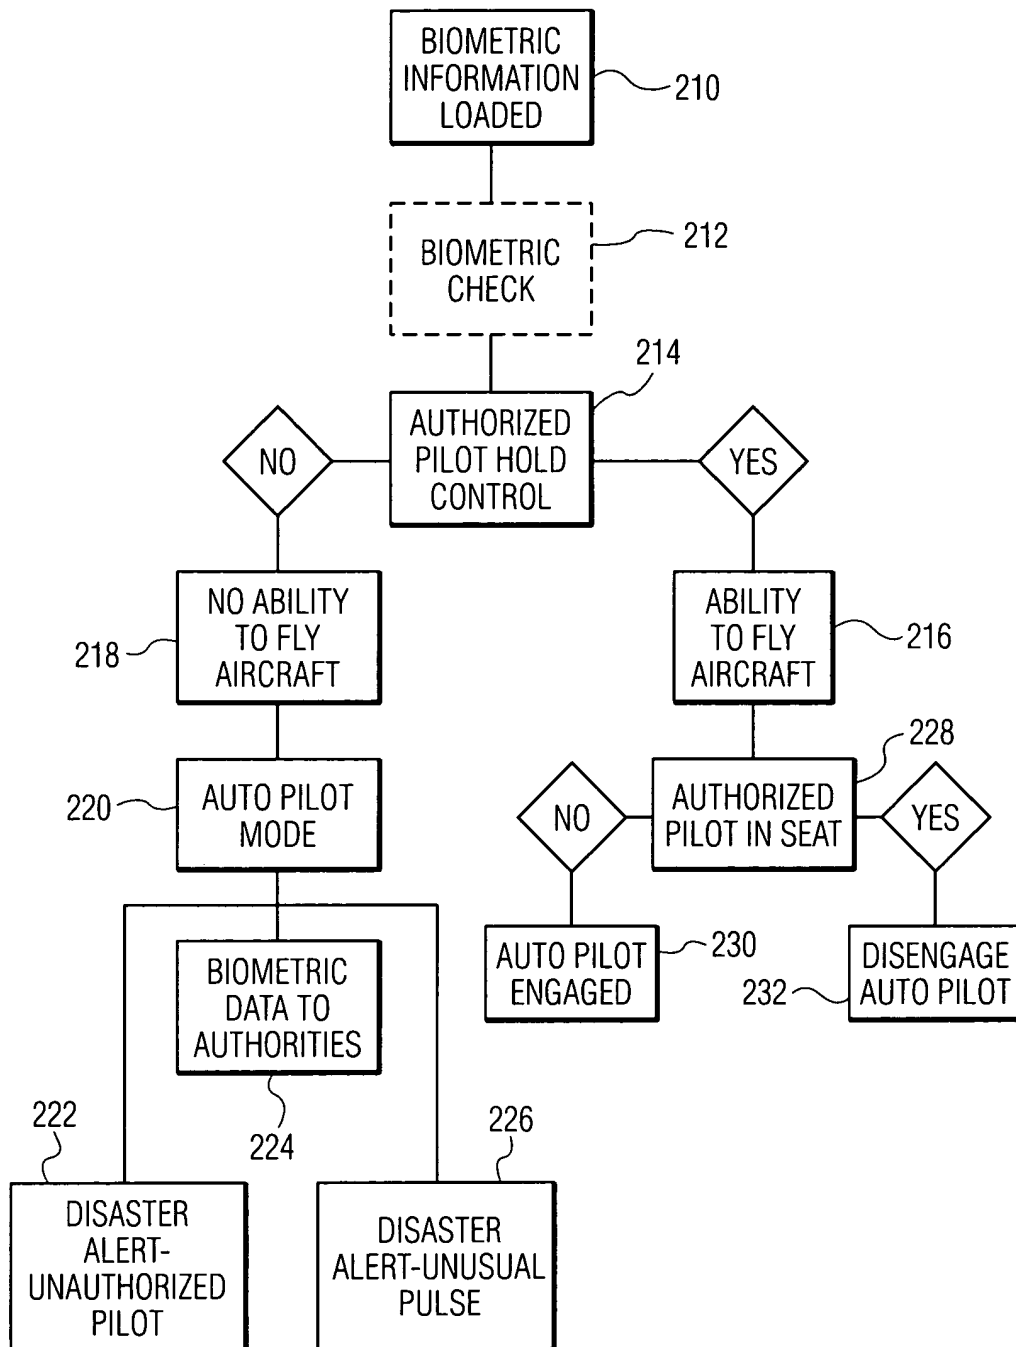 BIOMETRIC
INFORMATION
LOADED
210
BIOMETRIC
CHECK
212
214
AUTHORIZED
PILOT HOLD
CONTROL
NO
YES
NO ABILITY
TO FLY
AIRCRAFT
218
ABILITY
TO FLY
AIRCRAFT
216
AUTO PILOT
MODE
220
228
AUTHORIZED
PILOT IN SEAT
NO
YES
AUTO PILOT
ENGAGED
230
DISENGAGE
AUTO PILOT
232
BIOMETRIC
DATA TO
AUTHORITIES
224
222
DISASTER
ALERT-
UNAUTHORIZED
PILOT
226
DISASTER
ALERT-UNUSUAL
PULSE